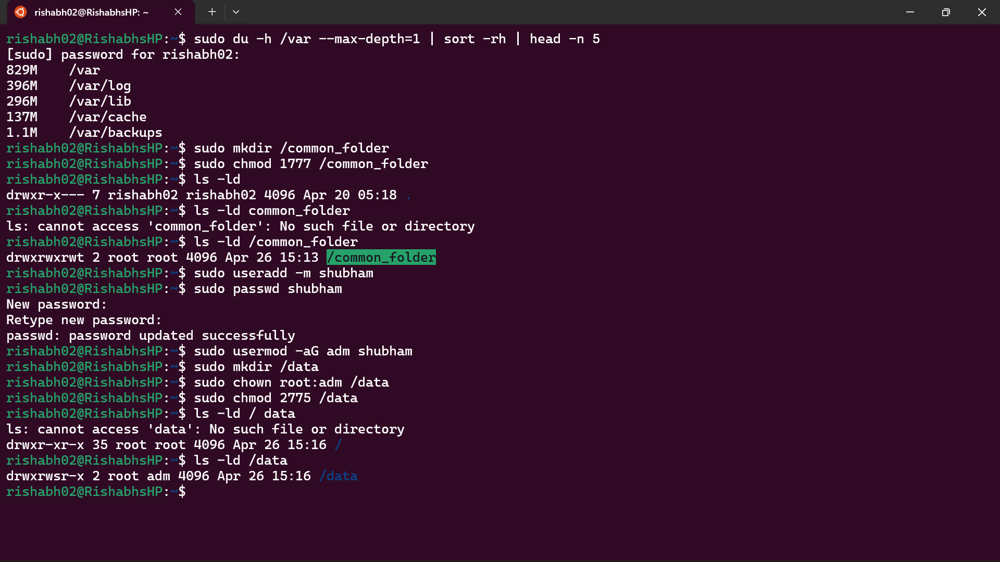 rishabh02@RishabhsHP: ~
rishabh02@RishabhsHP:~$ sudo du -h /var --max-depth=1 | sort -rh | head -n 5
[sudo] password for rishabh02:
829M    /var
396M    /var/log
296M    /var/lib
137M    /var/cache
1.1M    /var/backups
rishabh02@RishabhsHP:~$ sudo mkdir /common_folder
rishabh02@RishabhsHP:~$ sudo chmod 1777 /common_folder
rishabh02@RishabhsHP:~$ ls -ld
drwxr-x--- 7 rishabh02 rishabh02 4096 Apr 20 05:18 .
rishabh02@RishabhsHP:~$ ls -ld common_folder
ls: cannot access 'common_folder': No such file or directory
rishabh02@RishabhsHP:~$ ls -ld /common_folder
drwxrwxrwt 2 root root 4096 Apr 26 15:13 /common_folder
rishabh02@RishabhsHP:~$ sudo useradd -m shubham
rishabh02@RishabhsHP:~$ sudo passwd shubham
New password:
Retype new password:
passwd: password updated successfully
rishabh02@RishabhsHP:~$ sudo usermod -aG adm shubham
rishabh02@RishabhsHP:~$ sudo mkdir /data
rishabh02@RishabhsHP:~$ sudo chown root:adm /data
rishabh02@RishabhsHP:~$ sudo chmod 2775 /data
rishabh02@RishabhsHP:~$ ls -ld / data
ls: cannot access 'data': No such file or directory
drwxr-xr-x 35 root root 4096 Apr 26 15:16 /
rishabh02@RishabhsHP:~$ ls -ld /data
drwxrwsr-x 2 root adm 4096 Apr 26 15:16 /data
rishabh02@RishabhsHP:~$